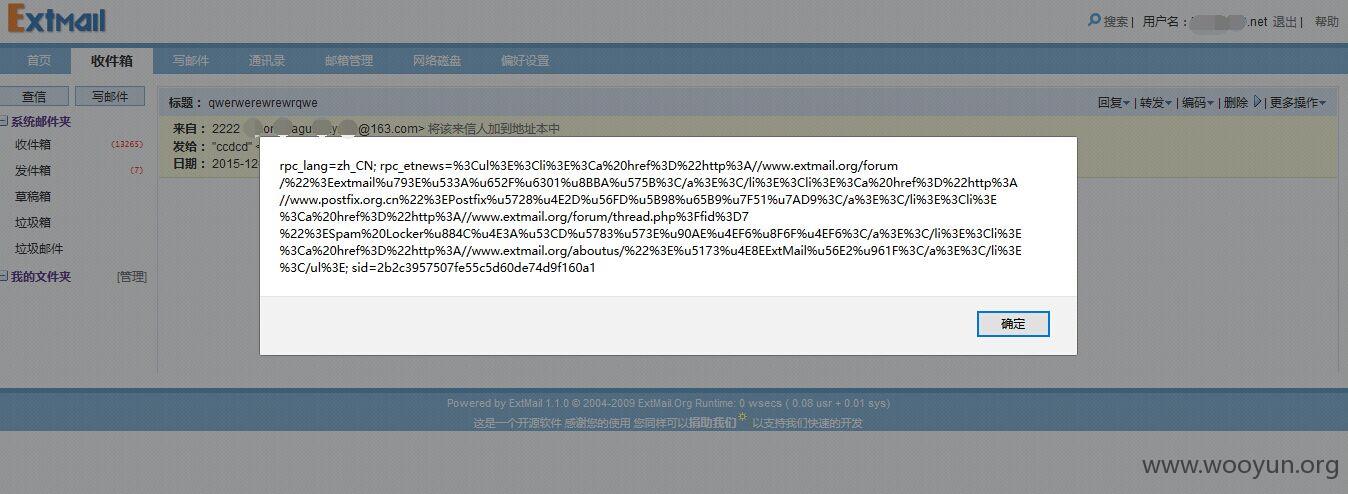 ExtMail
搜索 | 用户名： .net 退出 | 帮助
首页 收件箱 写邮件 通讯录 邮箱管理 网络磁盘 偏好设置
查信 写邮件
标题： qwerwerewrewrqwe
回复 | 转发 | 编码 | 删除 | 更多操作
系统邮件夹
收件箱 (13265)
发件箱 (7)
草稿箱
垃圾箱
垃圾邮件
我的文件夹 [管理]
来自： 2222 @163.com> 将该来信人加到地址本中
发给： "ccdcd" <
日期： 2015-12
rpc_lang=zh_CN; rpc_etnews=%3Cul%3E%3Cli%3E%3Ca%20href%3D%22http%3A//www.extmail.org/forum
/%22%3Eextmail%u793E%u533A%u652F%u6301%u8BBA%u575B%3C/a%3E%3C/li%3E%3Cli%3E%3Ca%20href%3D%22http%3A
//www.postfix.org.cn%22%3EPostfix%u5728%u4E2D%u56FD%u5B98%u65B9%u7F51%u7AD9%3C/a%3E%3C/li%3E%3Cli%3E
%3Ca%20href%3D%22http%3A//www.extmail.org/forum/thread.php%3Ffid%3D7
%22%3ESpam%20Locker%u884C%u4E3A%u53CD%u5783%u573E%u90AE%u4EF6%u8F6F%u4EF6%3C/a%3E%3C/li%3E%3Cli%3E
%3Ca%20href%3D%22http%3A//www.extmail.org/aboutus/%22%3E%u5173%u4E8EExtMail%u56E2%u961F%3C/a%3E%3C/li%3E
%3C/ul%3E; sid=2b2c3957507fe55c5d60de74d9f160a1
确定
Powered by ExtMail 1.1.0 © 2004-2009 ExtMail.Org Runtime: 0 wsecs ( 0.08 usr + 0.01 sys)
这是一个开源软件 感谢您的使用 您同样可以捐助我们 以支持我们快速的开发
www.wooyun.org